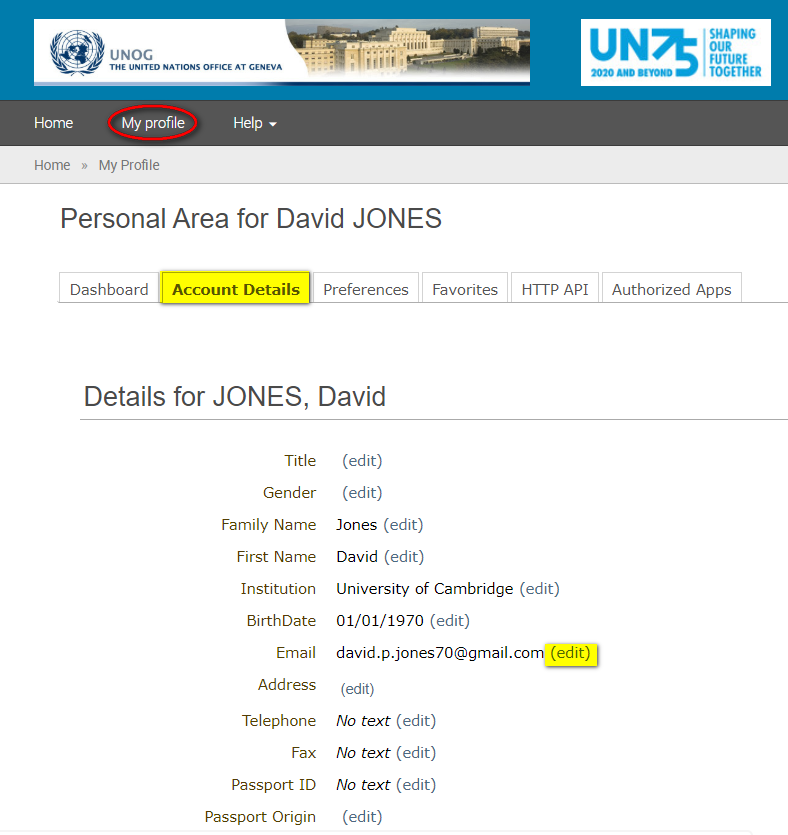 UNOG
THE UNITED NATIONS OFFICE AT GENEVA
UN75
2020 AND BEYOND
SHAPING
OUR
FUTURE
TOGETHER
Home My profile Help
Home » My Profile
Personal Area for David JONES
Dashboard Account Details Preferences Favorites HTTP API Authorized Apps
Details for JONES, David
Title (edit)
Gender (edit)
Family Name Jones (edit)
First Name David (edit)
Institution University of Cambridge (edit)
BirthDate 01/01/1970 (edit)
Email david.p.jones70@gmail.com (edit)
Address (edit)
Telephone No text (edit)
Fax No text (edit)
Passport ID No text (edit)
Passport Origin (edit)